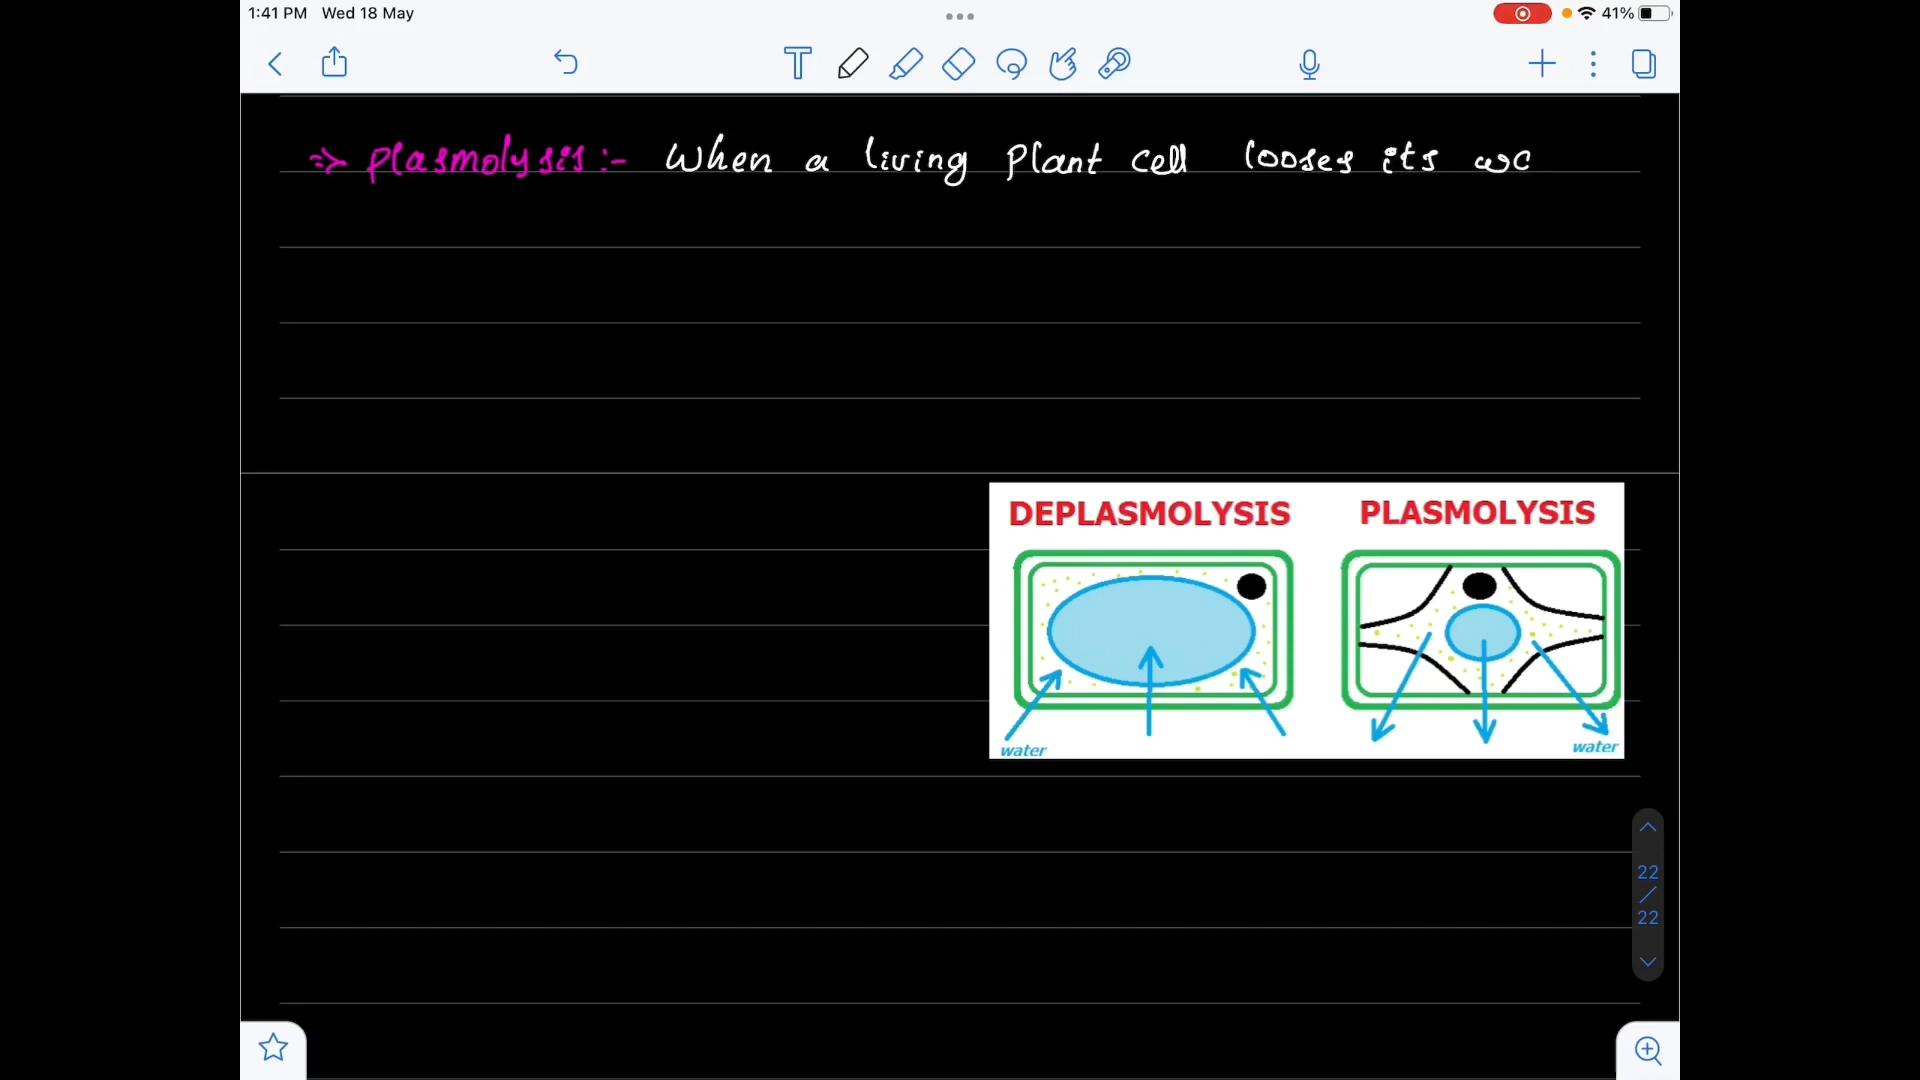 1:41 PM Wed 18 May
41%
=> Plasmolysis :- When a living Plant cell looses its wa
DEPLASMOLYSIS PLASMOLYSIS
water water
22
22